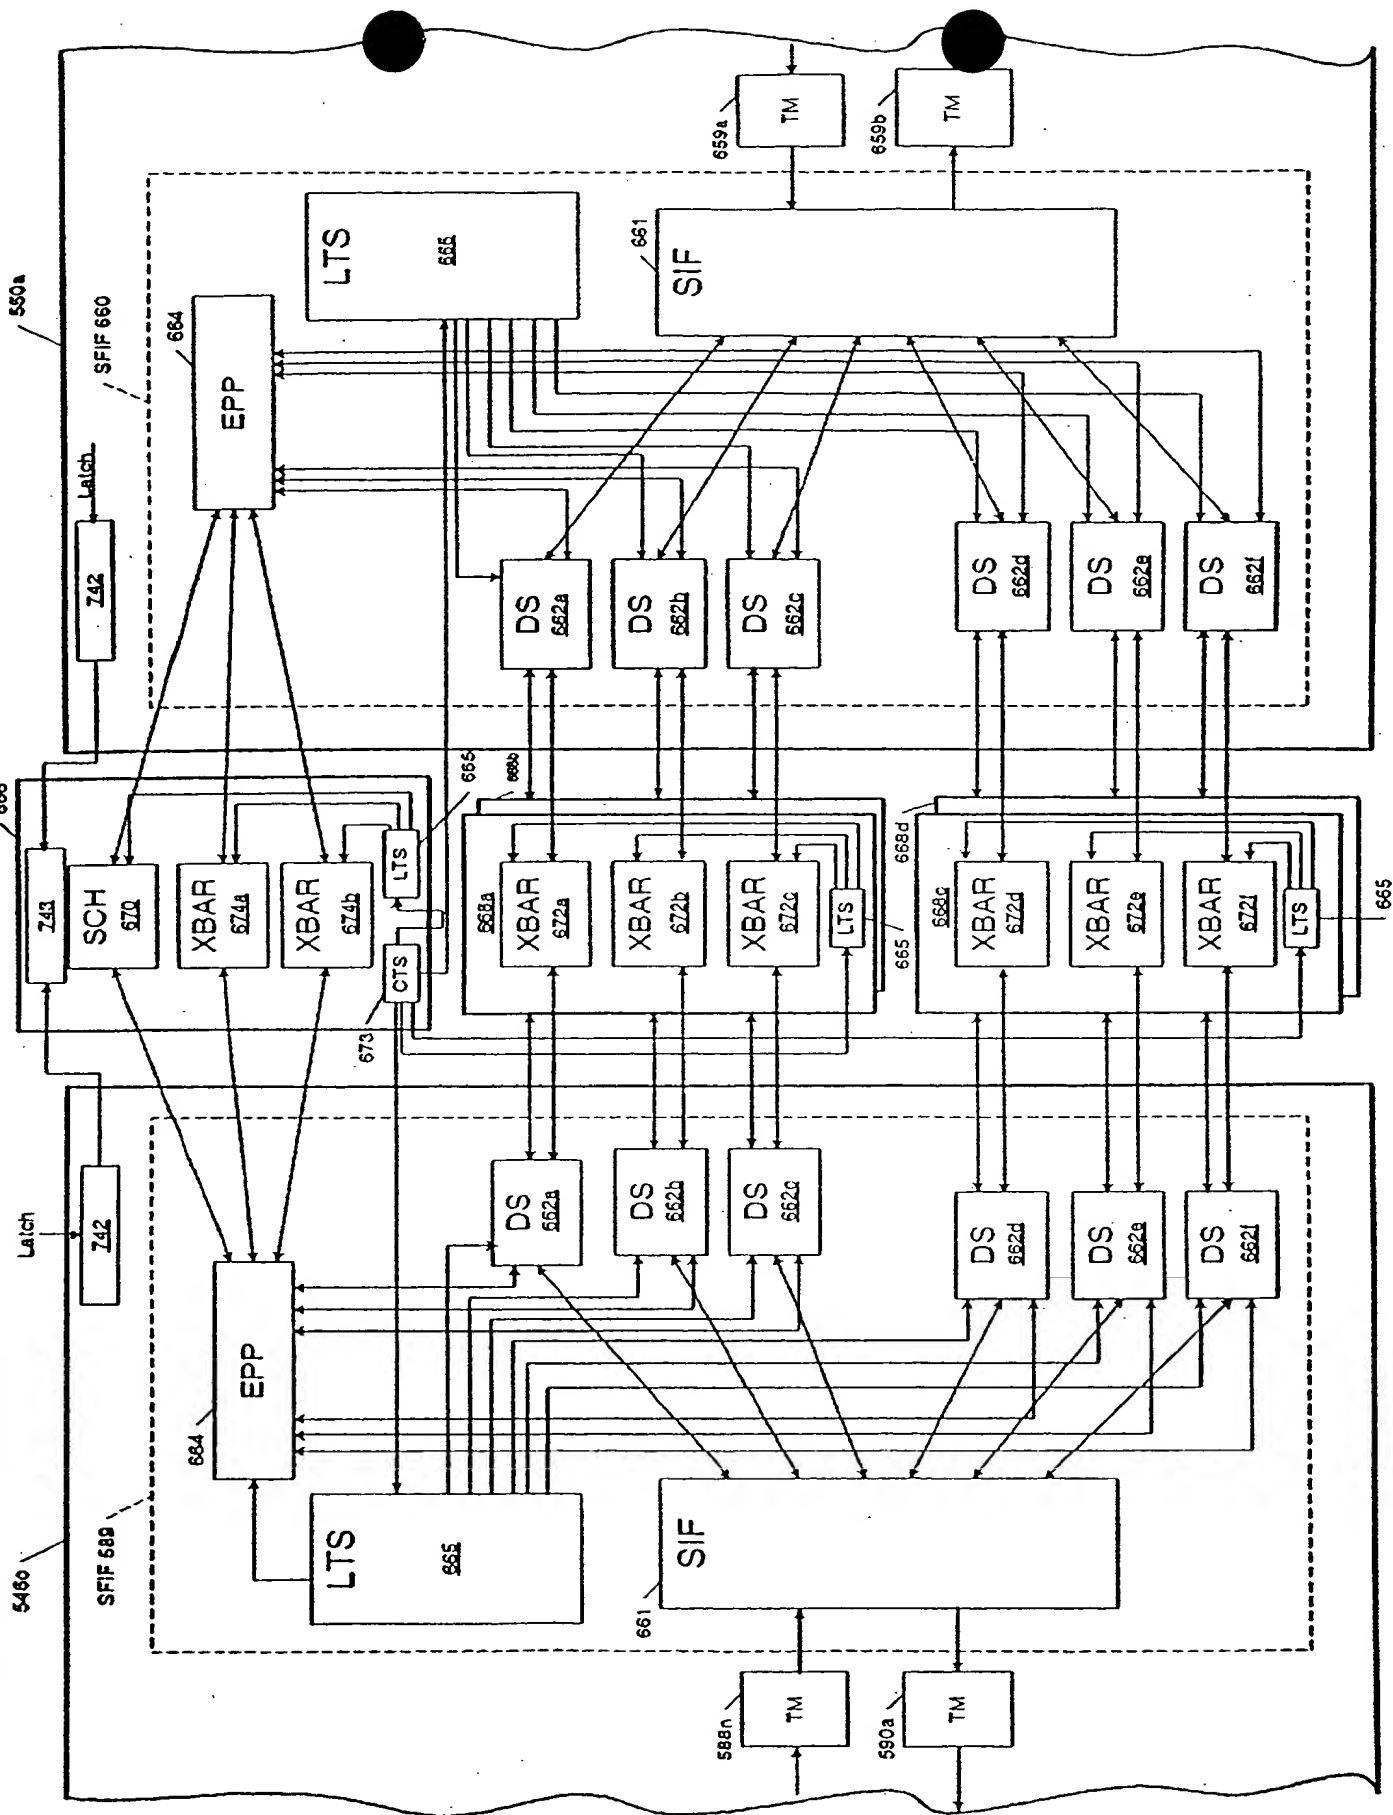 5460
SFIF 589
Latch
742
664
EPP
LTS
665
DS
662a
DS
662b
DS
662c
DS
662d
DS
662e
DS
662f
661
SIF
588n
TM
590a
TM
743
SCH
670
XBAR
674a
XBAR
674b
LTS
665
CTS
673
668a
668b
XBAR
672a
XBAR
672b
XBAR
672c
LTS
665
668c
668d
XBAR
672d
XBAR
672e
XBAR
672f
LTS
665
550a
SFIF 660
Latch
742
664
EPP
LTS
665
DS
662a
DS
662b
DS
662c
DS
662d
DS
662e
DS
662f
661
SIF
659a
TM
659b
TM